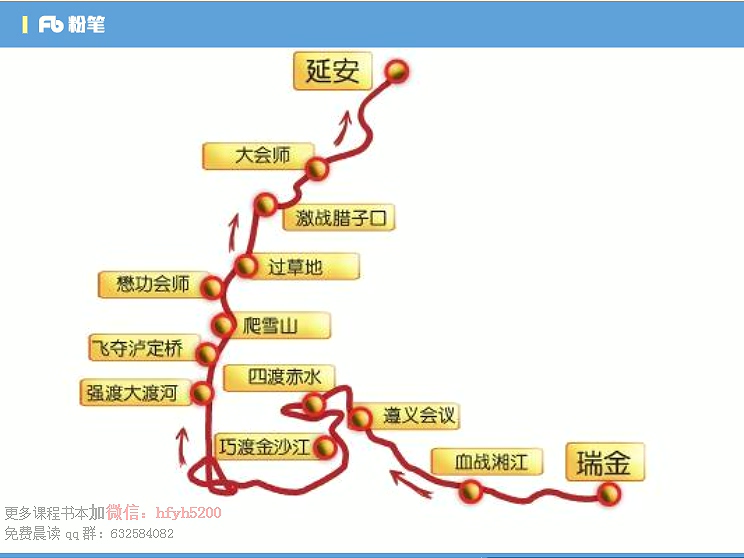 Fb 粉笔
延安
大会师
激战腊子口
过草地
懋功会师
爬雪山
飞夺泸定桥
四渡赤水
强渡大渡河
遵义会议
巧渡金沙江
血战湘江
瑞金
更多课程书本加微信：hfyh5200
免费晨读qq群：632584082